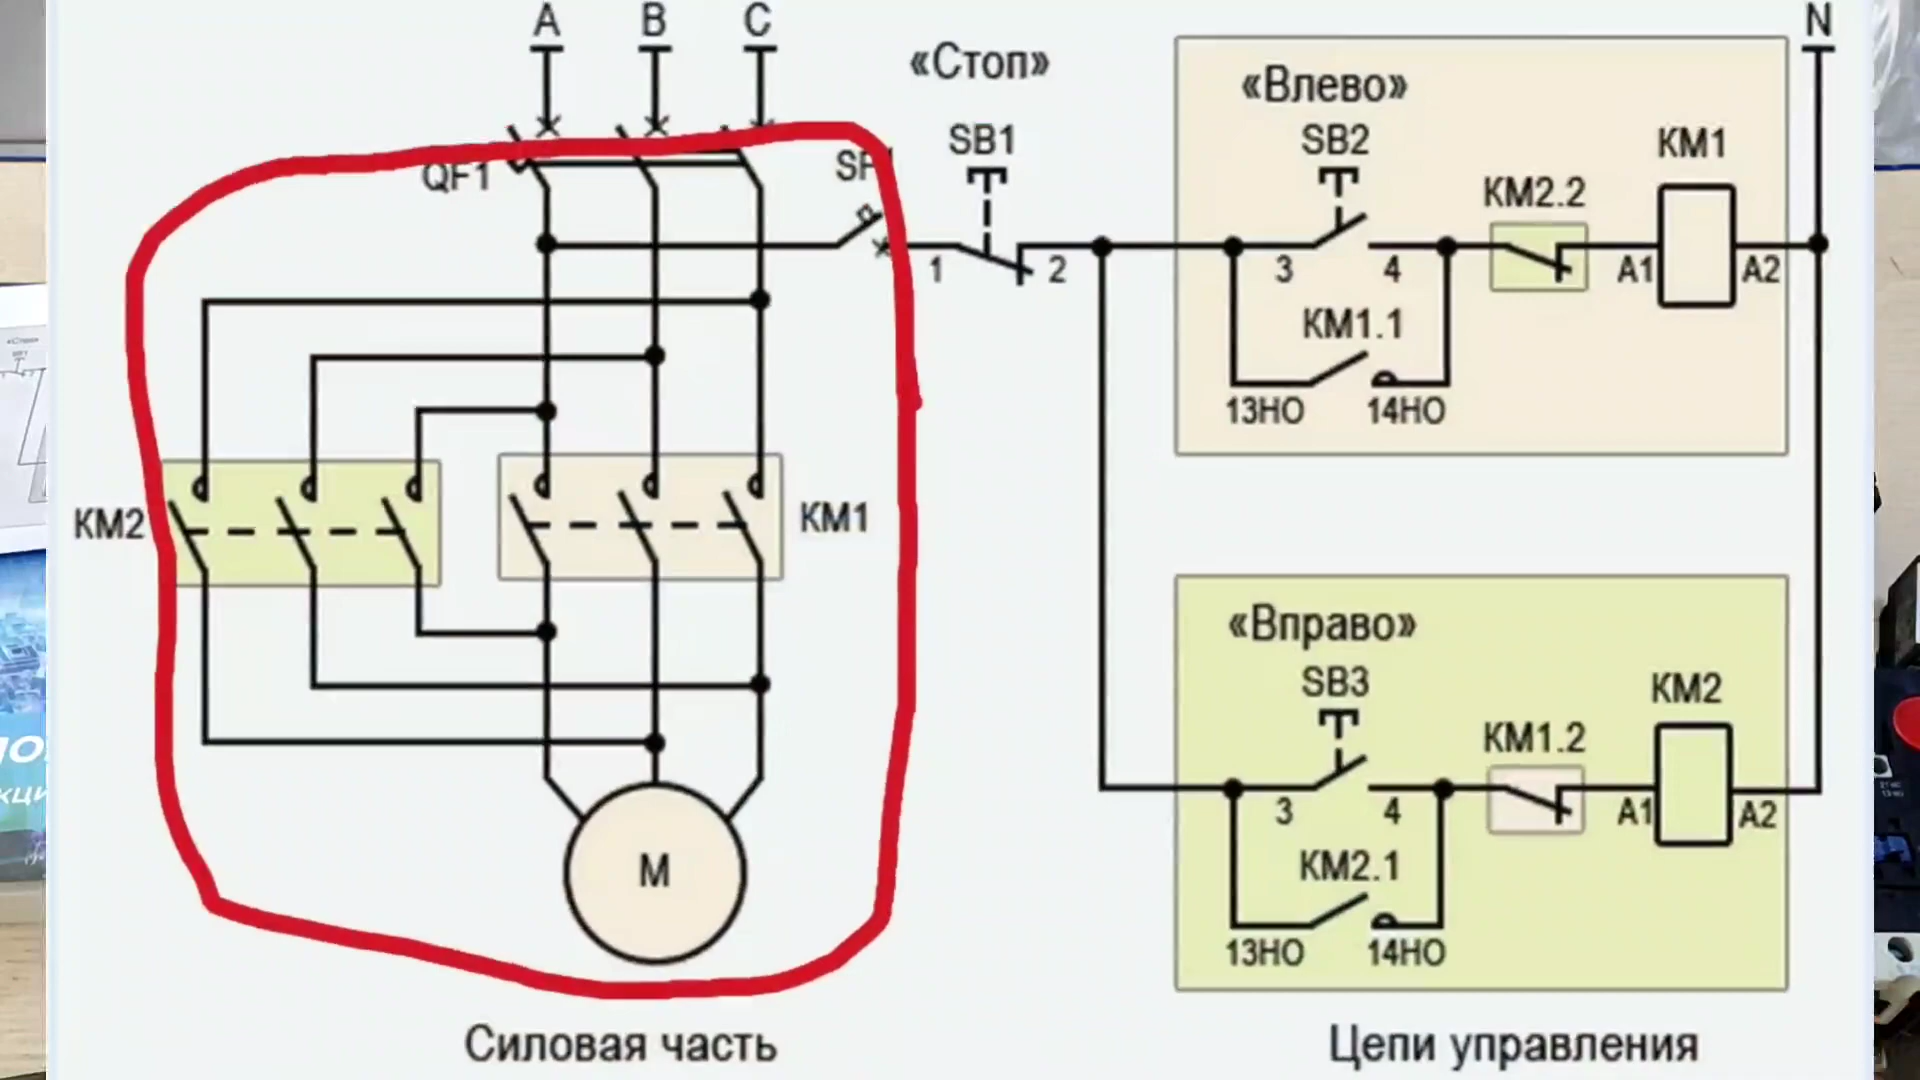 A B C N
«Стоп»
«Влево»
QF1
SF1
SB1
SB2
KM1
KM2.2
1 2
3 4
A1 A2
KM1.1
13НО 14НО
KM2
KM1
«Вправо»
SB3
KM2
KM1.2
3 4
A1 A2
KM2.1
13НО 14НО
M
Силовая часть
Цепи управления